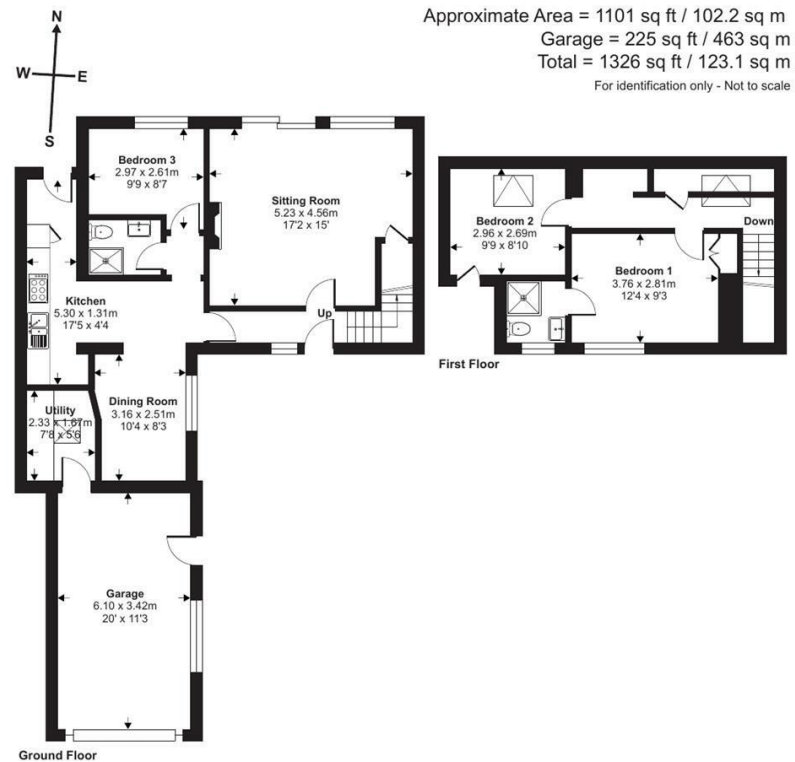 Approximate Area = 1101 sq ft / 102.2 sq m
Garage = 225 sq ft / 463 sq m
Total = 1326 sq ft / 123.1 sq m
For identification only - Not to scale
N
W
E
S
Bedroom 3
2.97 x 2.61m
9'9 x 8'7
Sitting Room
5.23 x 4.56m
17'2 x 15'
Kitchen
5.30 x 1.31m
17'5 x 4'4
Up
Dining Room
3.16 x 2.51m
10'4 x 8'3
Utility
2.33 x 1.67m
7'8 x 5'6
Garage
6.10 x 3.42m
20' x 11'3
Ground Floor
Bedroom 2
2.96 x 2.69m
9'9 x 8'10
Down
Bedroom 1
3.76 x 2.81m
12'4 x 9'3
First Floor